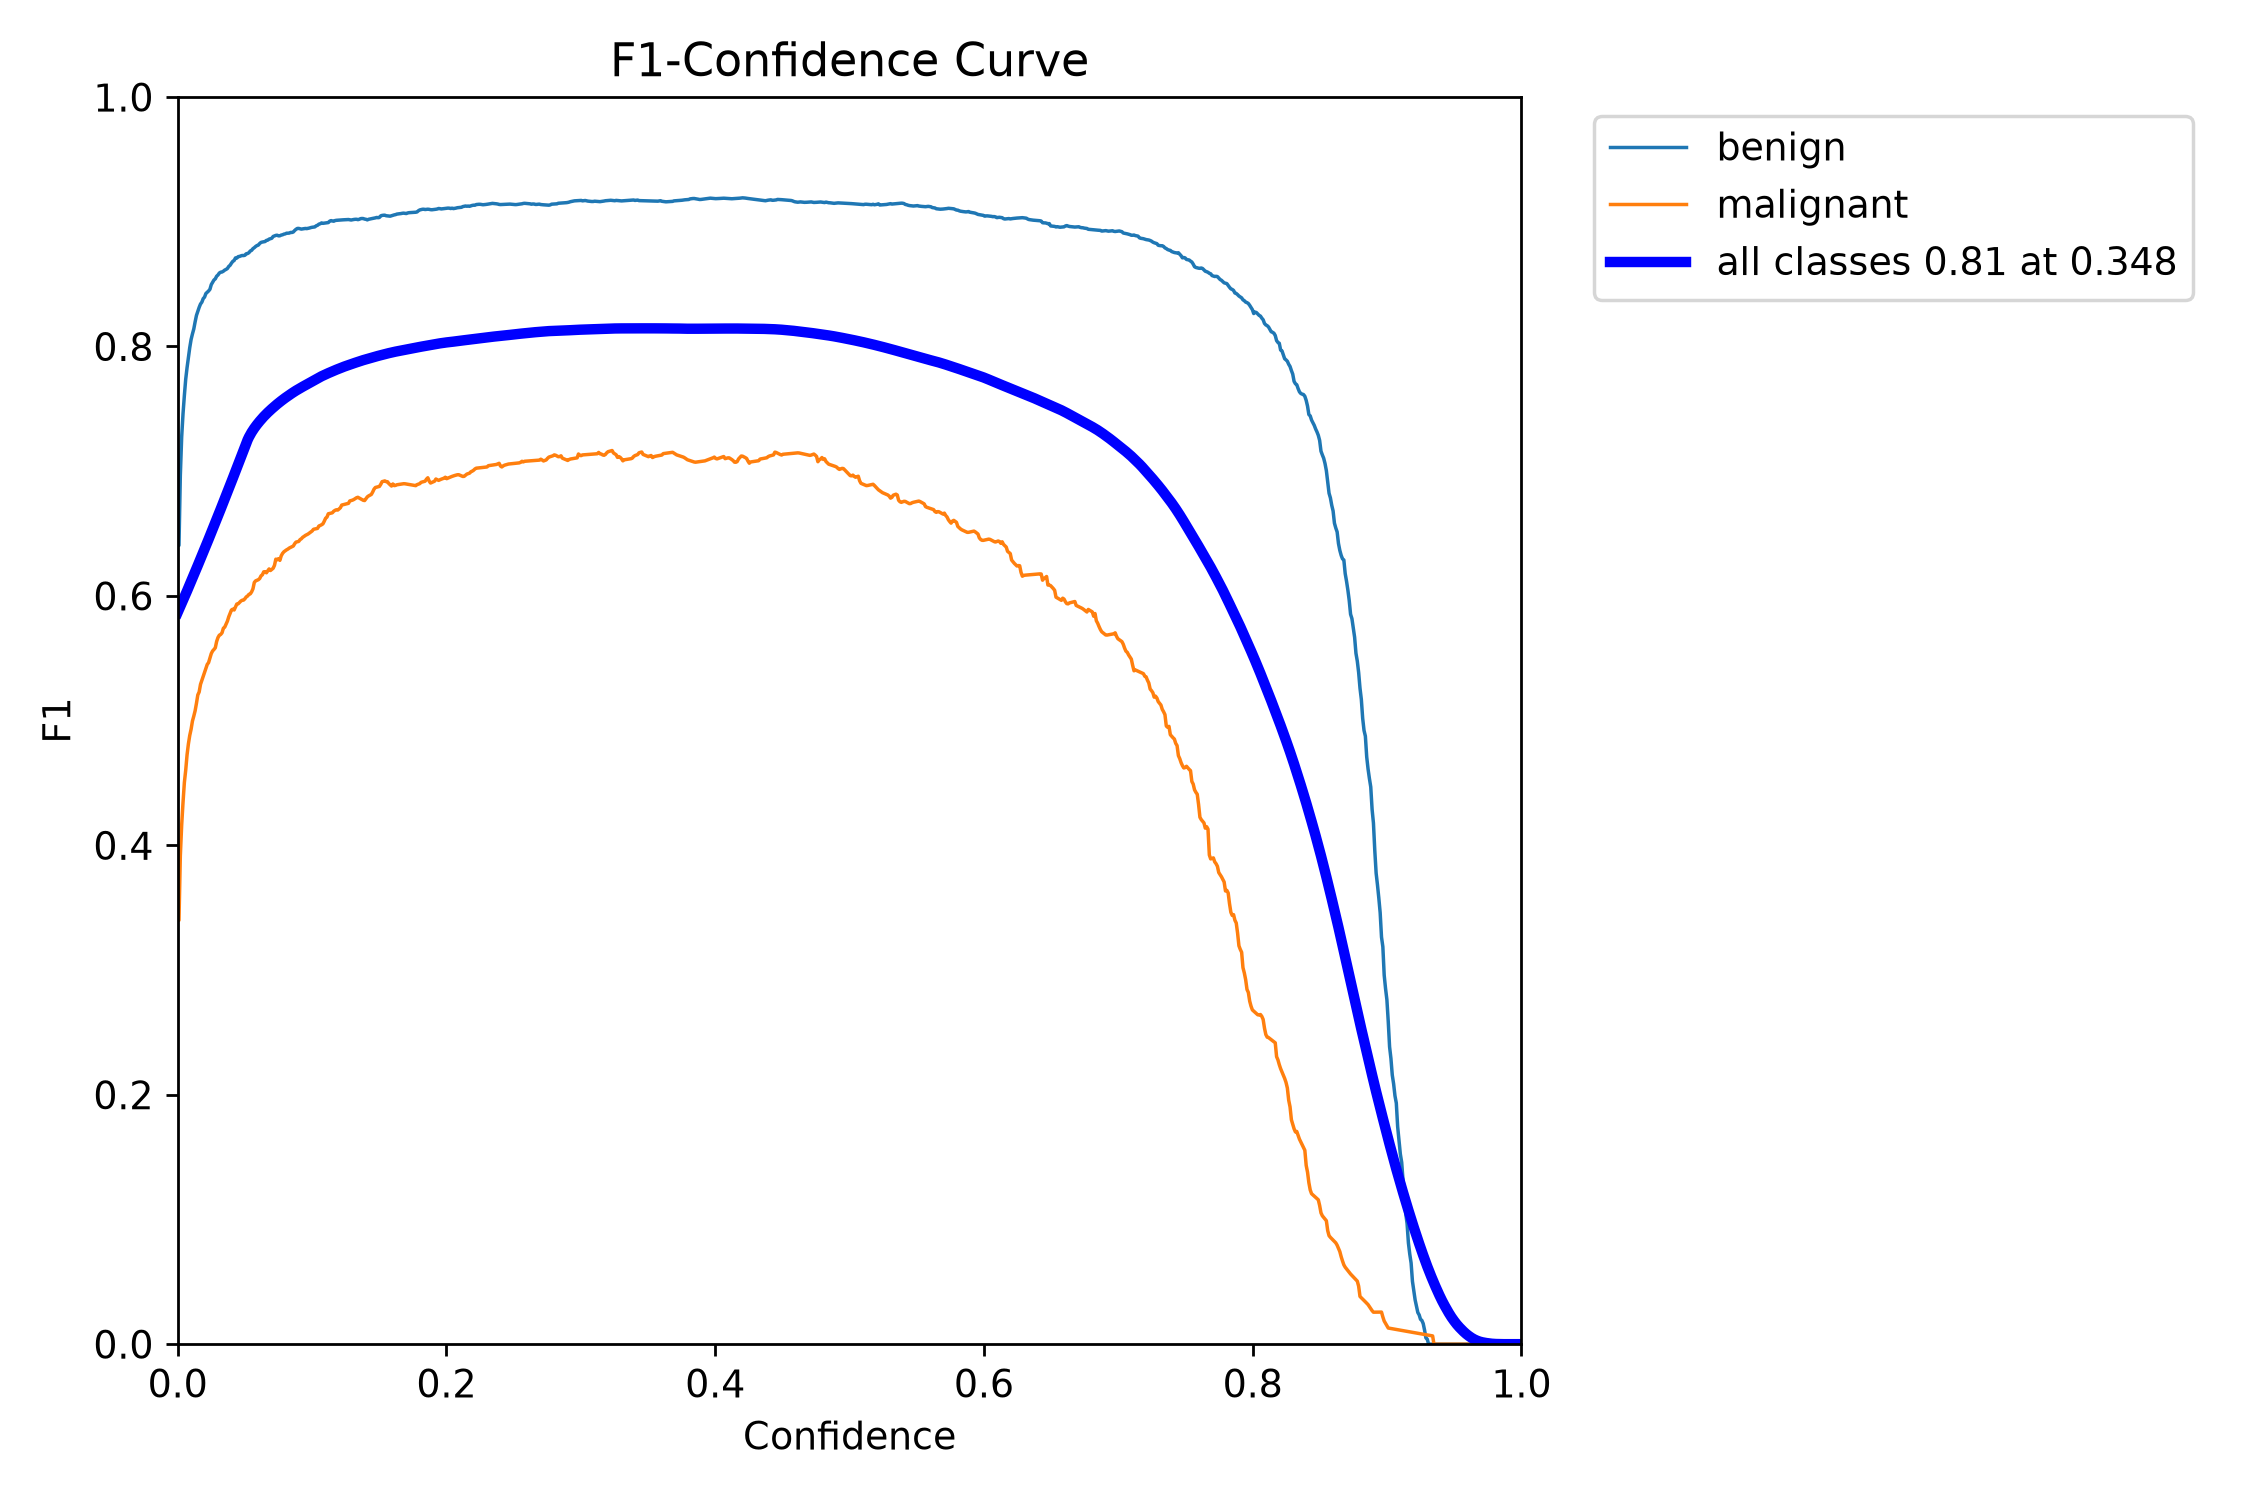 F1-Confidence Curve
1.0
0.8
0.6
0.4
0.2
0.0
F1
0.0 0.2 0.4 0.6 0.8 1.0
Confidence
benign
malignant
all classes 0.81 at 0.348